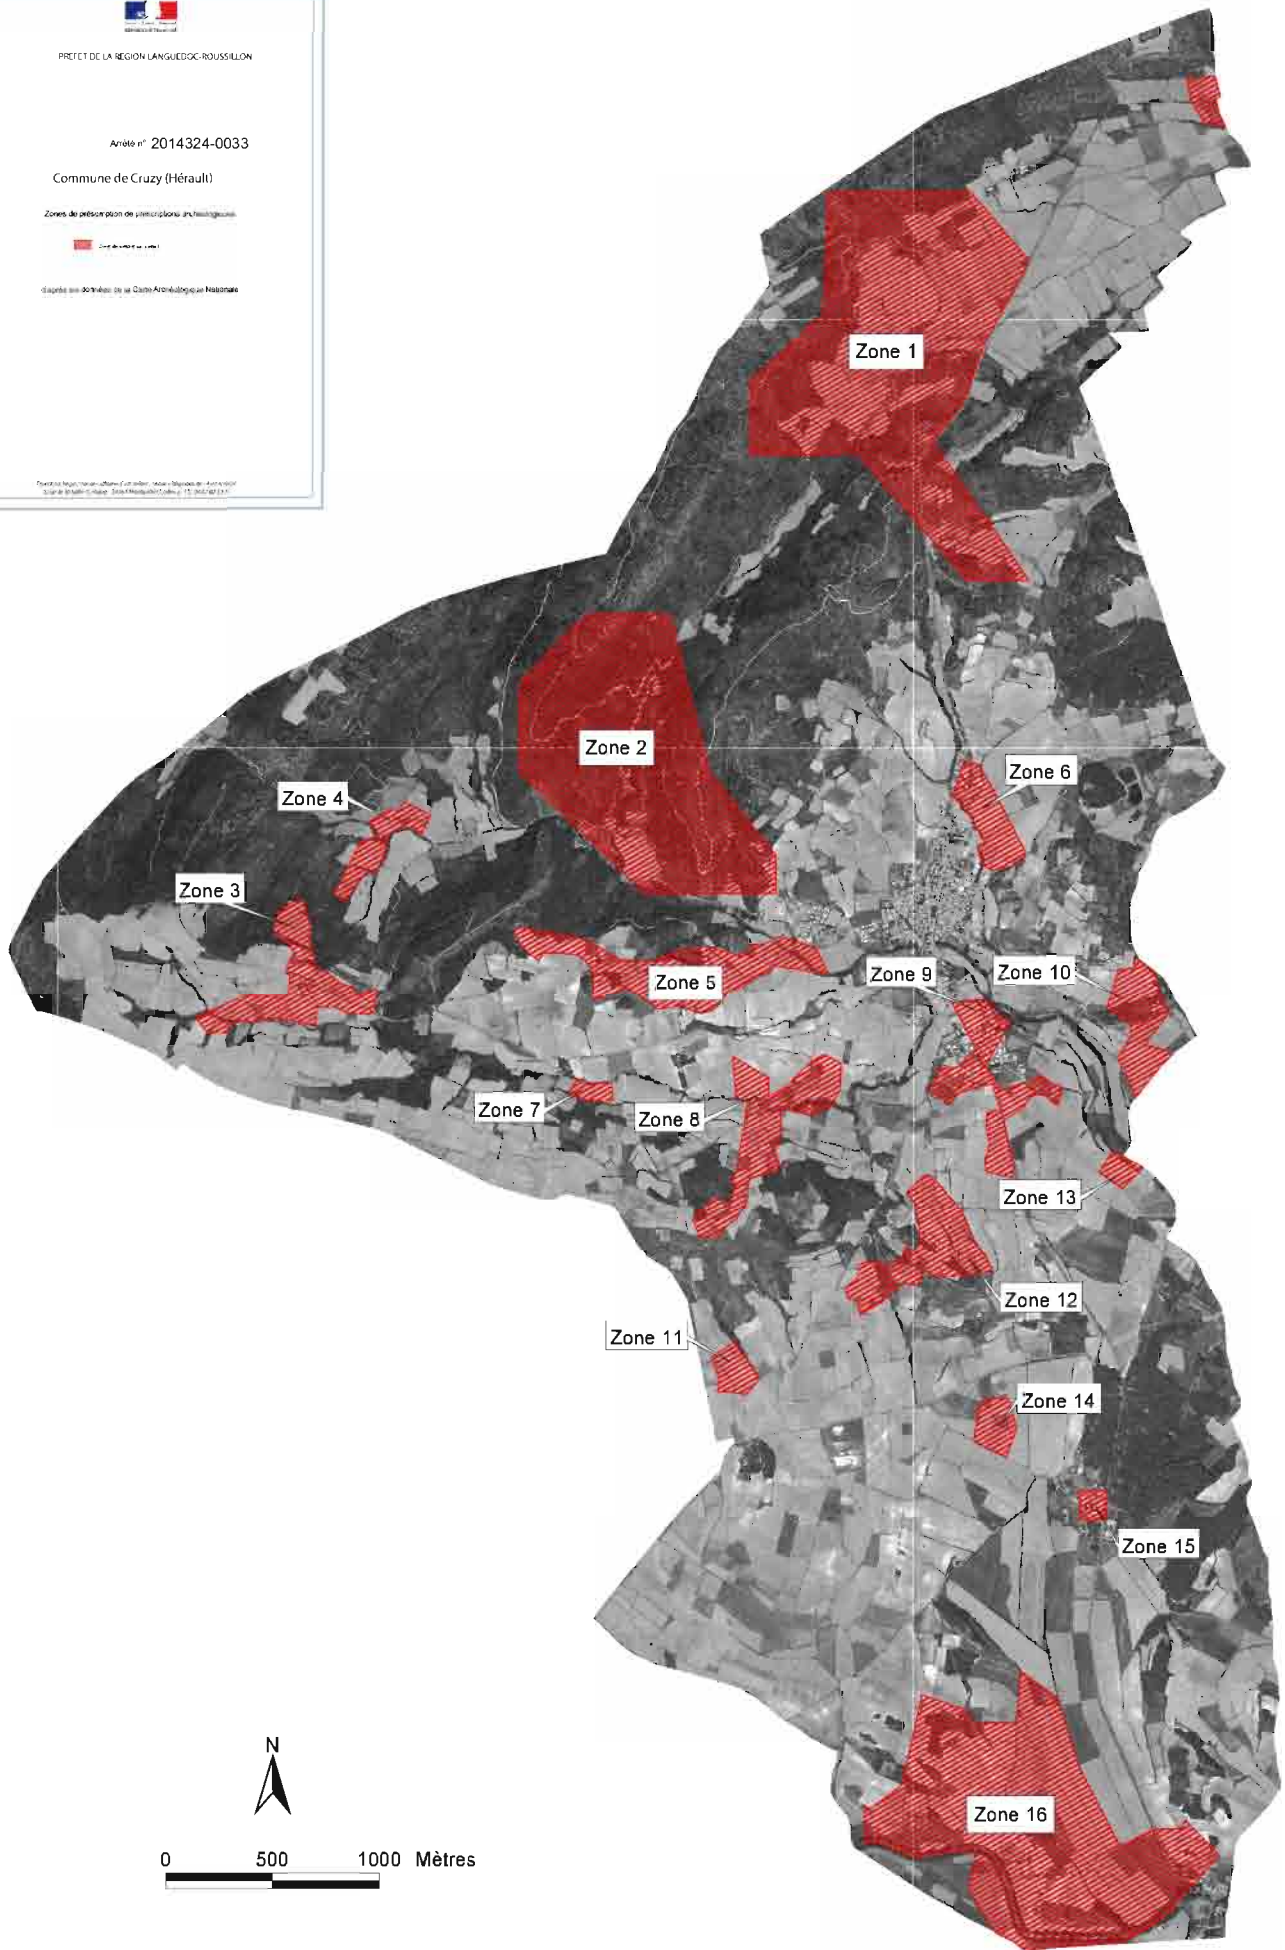 PREFET DE LA REGION LANGUEDOC-ROUSSILLON
Arrêté n° 2014324-0033
Commune de Cruzy (Hérault)
Zones de présomption de prescriptions archéologiques
d'après les données de la Carte Archéologique Nationale
Zone 1
Zone 2
Zone 6
Zone 4
Zone 3
Zone 5
Zone 9
Zone 10
Zone 7
Zone 8
Zone 13
Zone 12
Zone 11
Zone 14
Zone 15
Zone 16
N
0 500 1000 Mètres